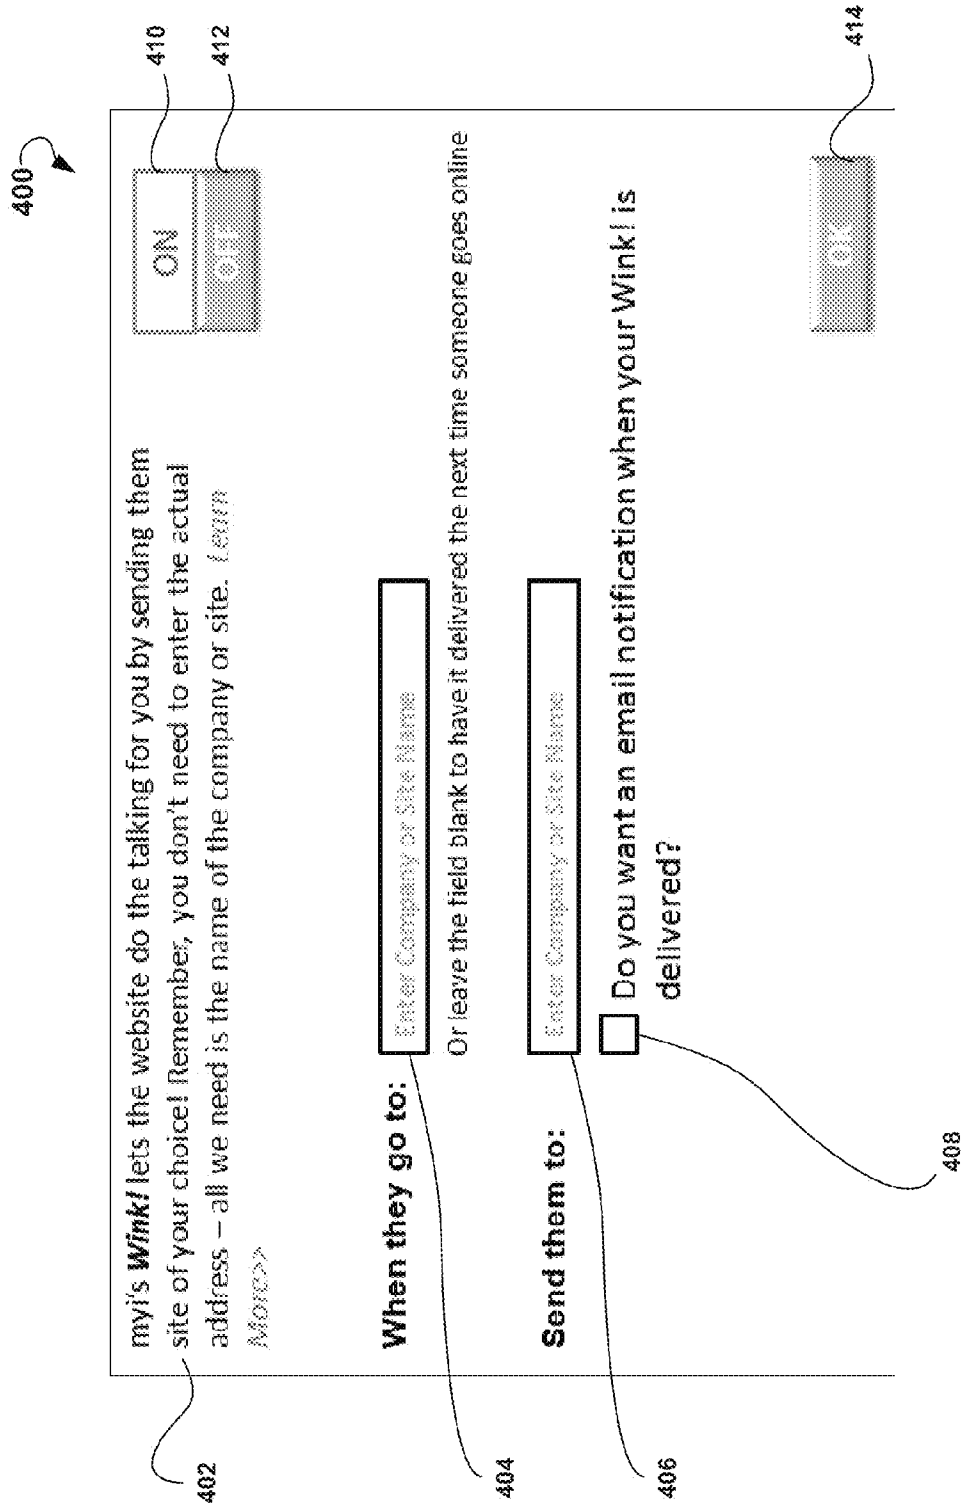 400
410
412
ON
OFF
402
myi's Wink! lets the website do the talking for you by sending them
site of your choice! Remember, you don't need to enter the actual
address – all we need is the name of the company or site. Learn
More>>
When they go to:
Enter Company or Site Name
404
Or leave the field blank to have it delivered the next time someone goes online
Send them to:
Enter Company or Site Name
406
Do you want an email notification when your Wink! is
delivered?
408
OK
414